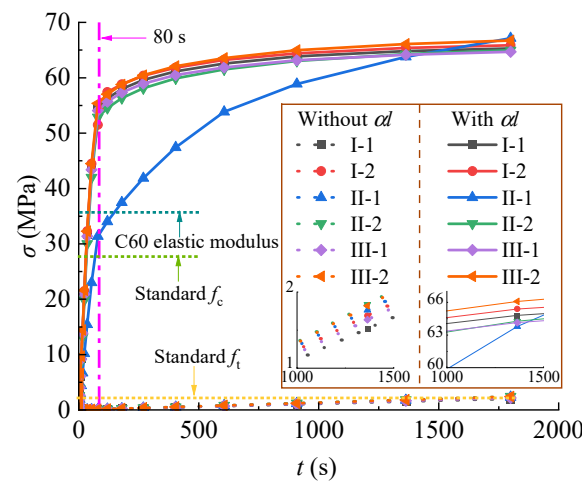 70
60
50
40
30
20
10
0
σ (MPa)
80 s
C60 elastic modulus
Standard fc
Standard ft
Without αd
I-1
I-2
II-1
II-2
III-1
III-2
With αd
I-1
I-2
II-1
II-2
III-1
III-2
2
1
1000 1500
66
63
60
1000 1500
0 500 1000 1500 2000
t (s)